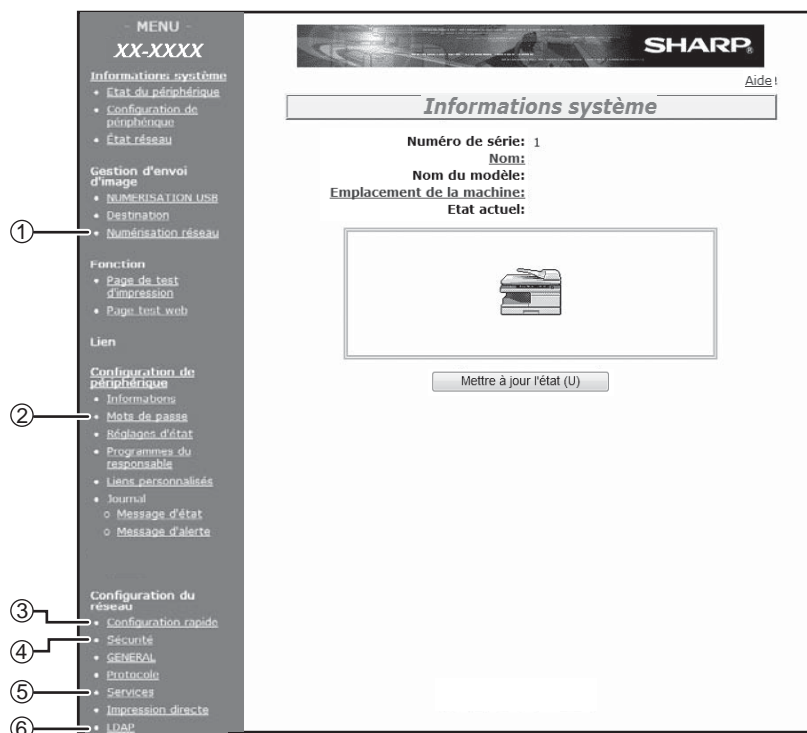 - MENU -
XX-XXXX
Informations système
• Etat du périphérique
• Configuration de
périphérique
• État réseau
Gestion d'envoi
d'image
• NUMERISATION USB
• Destination
① • Numérisation réseau
Fonction
• Page de test
d'impression
• Page test web
Lien
Configuration de
périphérique
• Informations
② • Mots de passe
• Réglages d'état
• Programmes du
responsable
• Liens personnalisés
• Journal
o Message d'état
o Message d'alerte
Configuration du
réseau
③ • Configuration rapide
④ • Sécurité
• GENERAL
• Protocole
⑤ • Services
• Impression directe
⑥ • LDAP
SHARP
Aide!
Informations système
Numéro de série: 1
Nom:
Nom du modèle:
Emplacement de la machine:
Etat actuel:
Mettre à jour l'état (U)